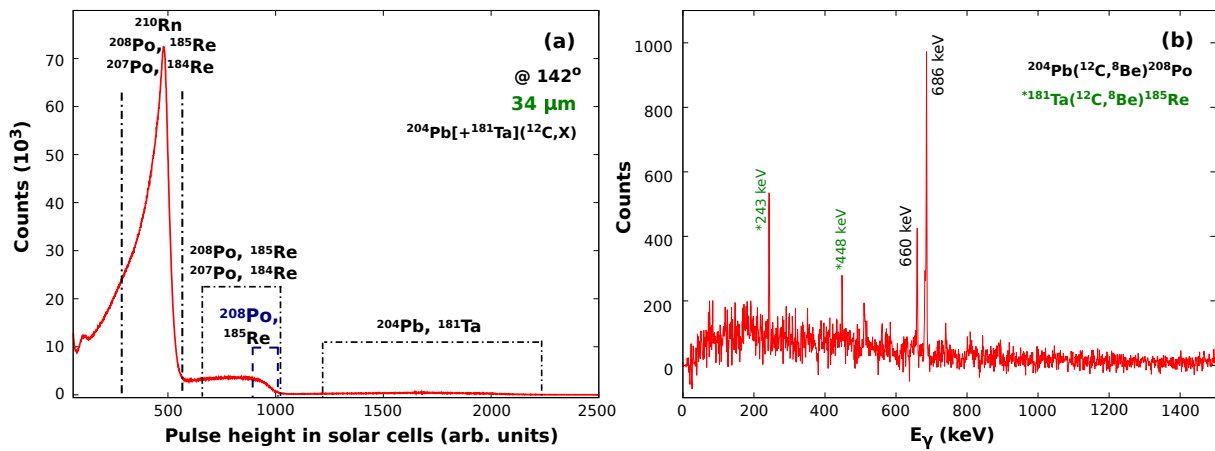 (a)
@ 142°
34 μm
²⁰⁴Pb[+¹⁸¹Ta](¹²C,X)
²¹⁰Rn
²⁰⁸Po, ¹⁸⁵Re
²⁰⁷Po, ¹⁸⁴Re
²⁰⁸Po, ¹⁸⁵Re
²⁰⁷Po, ¹⁸⁴Re
²⁰⁸Po,
¹⁸⁵Re
²⁰⁴Pb, ¹⁸¹Ta
Counts (10³)
70
60
50
40
30
20
10
0
500
1000
1500
2000
2500
Pulse height in solar cells (arb. units)
(b)
²⁰⁴Pb(¹²C,⁸Be)²⁰⁸Po
*¹⁸¹Ta(¹²C,⁸Be)¹⁸⁵Re
*243 keV
*448 keV
660 keV
686 keV
Counts
1000
800
600
400
200
0
0
200
400
600
800
1000
1200
1400
Eγ (keV)